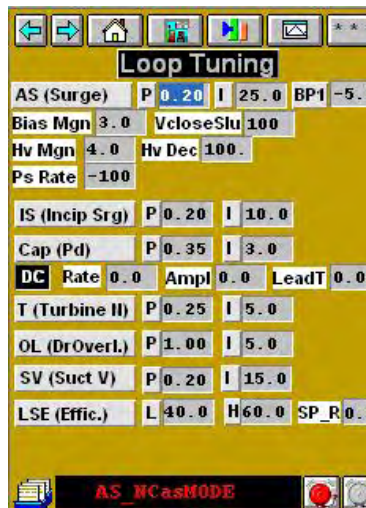 * *
Loop Tuning
AS (Surge) P 0.20 I 25.0 BP1 -5.
Bias Mgn 3.0 VcloseSlu 100
Hv Mgn 4.0 Hv Dec 100.
Ps Rate -100
IS (Incip Srg) P 0.20 I 10.0
Cap (Pd) P 0.35 I 3.0
DC Rate 0.0 Ampl 0.0 LeadT 0.0
T (Turbine II) P 0.25 I 5.0
OL (DrOverl.) P 1.00 I 5.0
SV (Suct V) P 0.20 I 15.0
LSE (Effic.) L 40.0 H 60.0 SP_R 0.
AS_NCasMODE